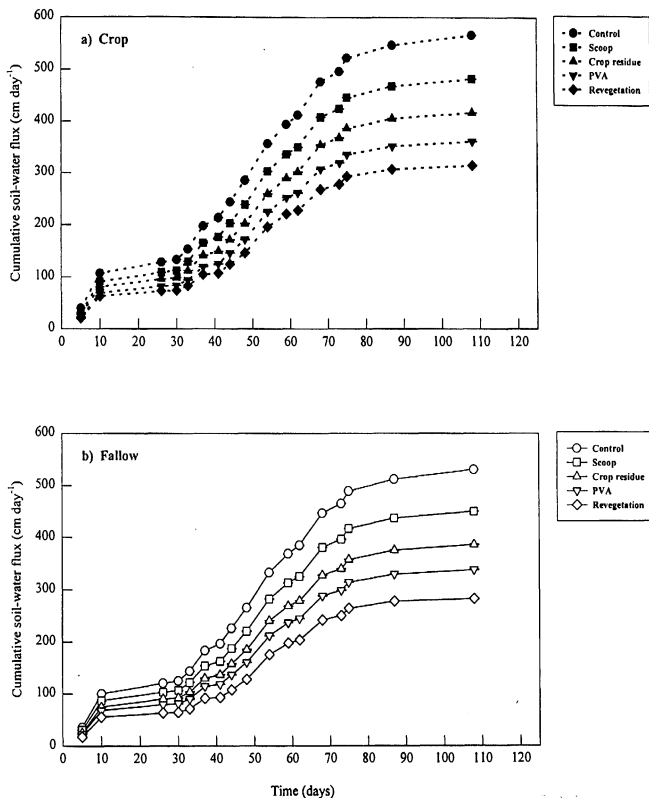 600
a) Crop
500
400
300
200
100
0
Cumulative soil-water flux (cm day-1)
0 10 20 30 40 50 60 70 80 90 100 110 120
Control
Scoop
Crop residue
PVA
Revegetation
600
b) Fallow
500
400
300
200
100
0
Cumulative soil-water flux (cm day-1)
0 10 20 30 40 50 60 70 80 90 100 110 120
Time (days)
Control
Scoop
Crop residue
PVA
Revegetation